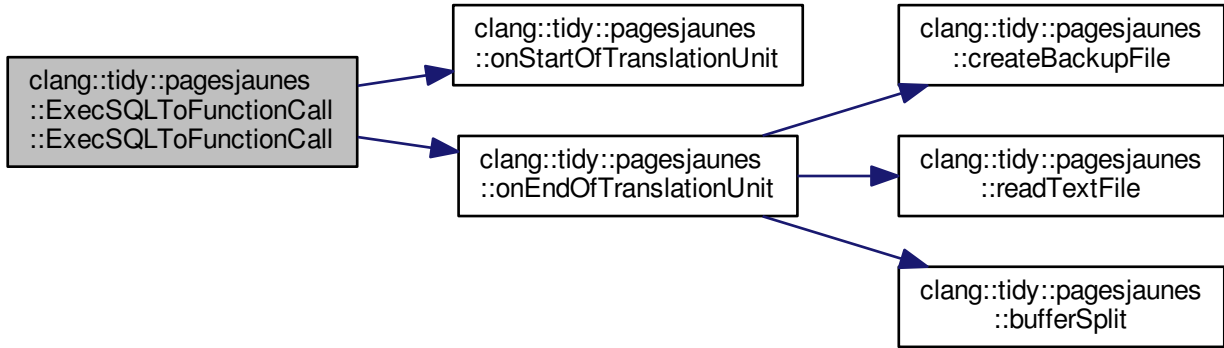 clang::tidy::pagesjaunes
::ExecSQLToFunctionCall
::ExecSQLToFunctionCall
clang::tidy::pagesjaunes
::onStartOfTranslationUnit
clang::tidy::pagesjaunes
::onEndOfTranslationUnit
clang::tidy::pagesjaunes
::createBackupFile
clang::tidy::pagesjaunes
::readTextFile
clang::tidy::pagesjaunes
::bufferSplit